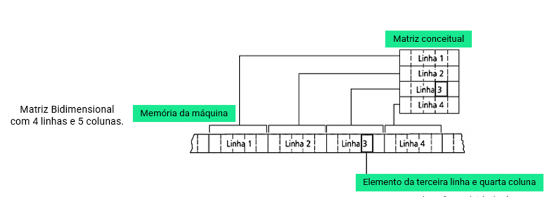 Matriz conceitual
Linha 1
Linha 2
Linha 3
Linha 4
Matriz Bidimensional
com 4 linhas e 5 colunas.
Memória da máquina
Linha 1 Linha 2 Linha 3 Linha 4
Elemento da terceira linha e quarta coluna